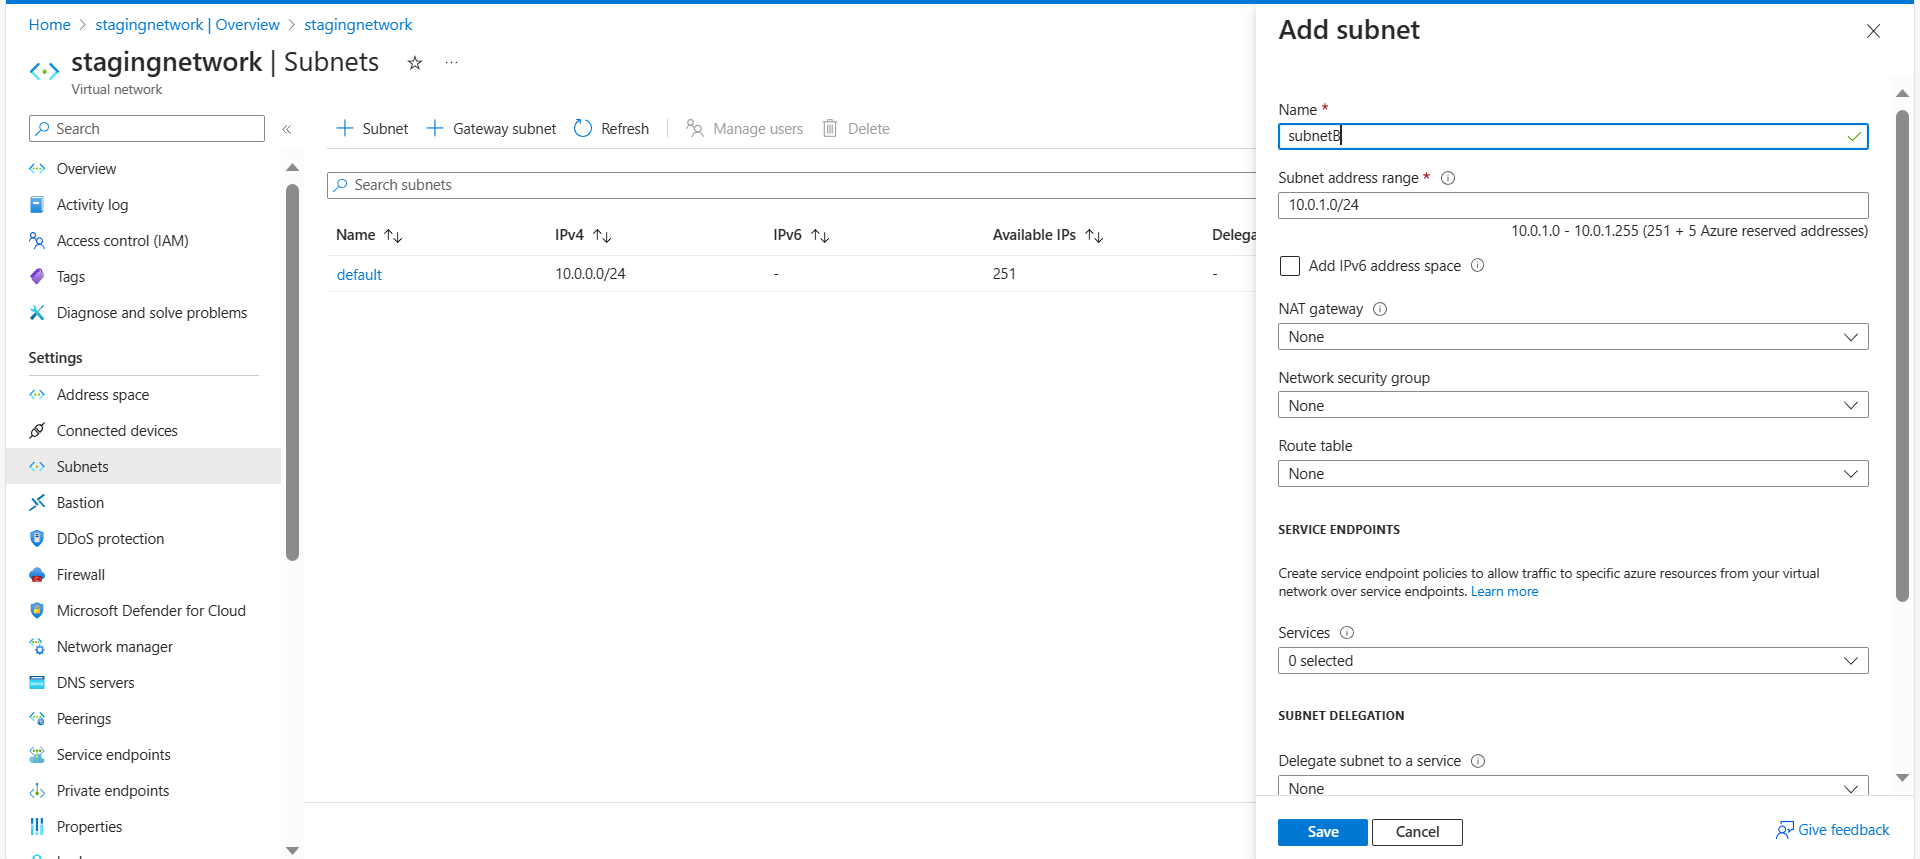 Home > stagingnetwork | Overview > stagingnetwork
stagingnetwork | Subnets
Virtual network
Search
Overview
Activity log
Access control (IAM)
Tags
Diagnose and solve problems
Settings
Address space
Connected devices
Subnets
Bastion
DDoS protection
Firewall
Microsoft Defender for Cloud
Network manager
DNS servers
Peerings
Service endpoints
Private endpoints
Properties
Subnet Gateway subnet Refresh Manage users Delete
Search subnets
Name IPv4 IPv6 Available IPs Delega
default 10.0.0.0/24 - 251 -
Add subnet
Name *
subnetB
Subnet address range *
10.0.1.0/24
10.0.1.0 - 10.0.1.255 (251 + 5 Azure reserved addresses)
Add IPv6 address space
NAT gateway
None
Network security group
None
Route table
None
SERVICE ENDPOINTS
Create service endpoint policies to allow traffic to specific azure resources from your virtual
network over service endpoints. Learn more
Services
0 selected
SUBNET DELEGATION
Delegate subnet to a service
None
Save Cancel Give feedback